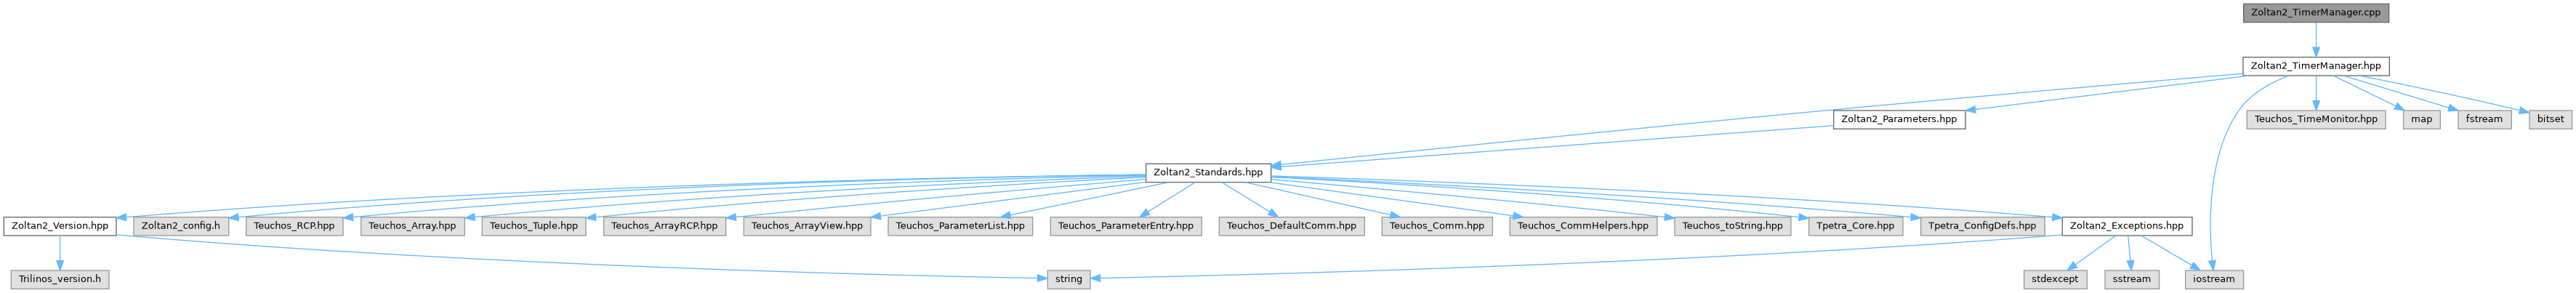 Zoltan2_TimerManager.cpp
Zoltan2_TimerManager.hpp
Zoltan2_Parameters.hpp
Teuchos_TimeMonitor.hpp
map
fstream
bitset
Zoltan2_Standards.hpp
Zoltan2_Version.hpp
Zoltan2_config.h
Teuchos_RCP.hpp
Teuchos_Array.hpp
Teuchos_Tuple.hpp
Teuchos_ArrayRCP.hpp
Teuchos_ArrayView.hpp
Teuchos_ParameterList.hpp
Teuchos_ParameterEntry.hpp
Teuchos_DefaultComm.hpp
Teuchos_Comm.hpp
Teuchos_CommHelpers.hpp
Teuchos_toString.hpp
Tpetra_Core.hpp
Tpetra_ConfigDefs.hpp
Zoltan2_Exceptions.hpp
Trilinos_version.h
string
stdexcept
sstream
iostream